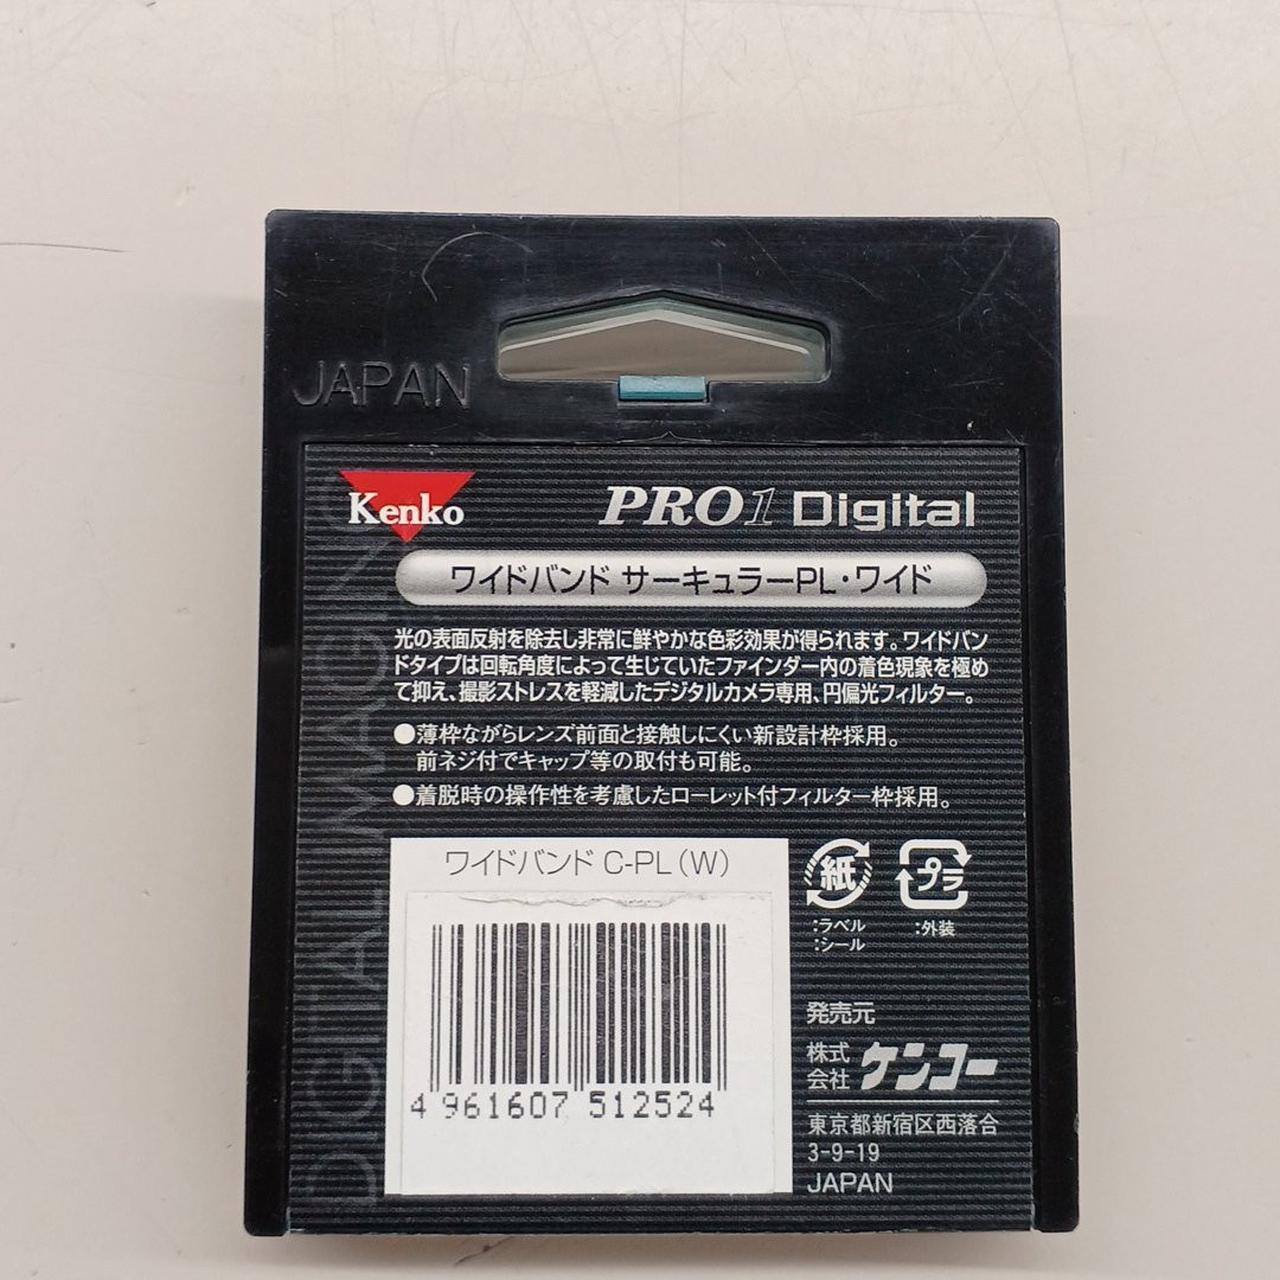 JAPAN
Kenko
PRO1 Digital
ワイドバンド サーキュラーPL・ワイド
光の表面反射を除去し非常に鮮やかな色彩効果が得られます。ワイドバン
ドタイプは回転角度によって生じていたファインダー内の着色現象を極め
て抑え、撮影ストレスを軽減したデジタルカメラ専用、円偏光フィルター。
●薄枠ながらレンズ前面と接触しにくい新設計枠採用。
前ネジ付でキャップ等の取付も可能。
●着脱時の操作性を考慮したローレット付フィルター枠採用。
DIGITAL IMAGING
ワイドバンド C-PL(W)
4 961607 512524
紙
:ラベル
:シール
プラ
:外装
発売元
株式
会社 ケンコー
東京都新宿区西落合
3-9-19
JAPAN